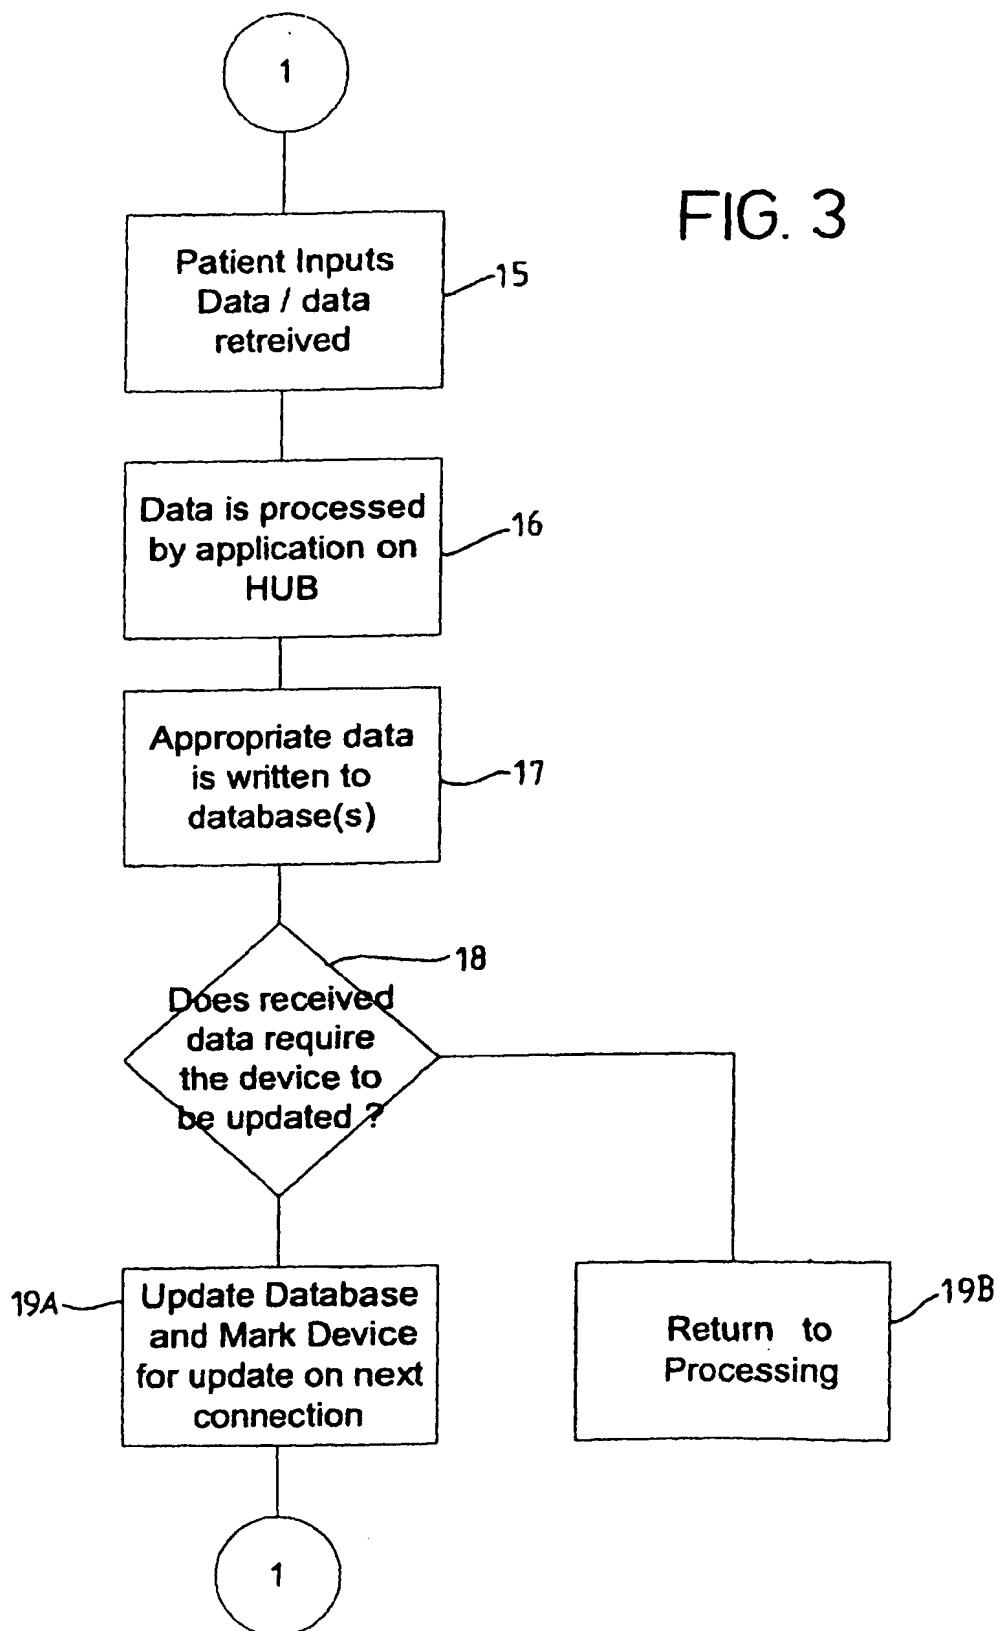 1
FIG. 3
Patient Inputs
Data / data
retreived
15
Data is processed
by application on
HUB
16
Appropriate data
is written to
database(s)
17
18
Does received
data require
the device to
be updated ?
19A
Update Database
and Mark Device
for update on next
connection
19B
Return to
Processing
1